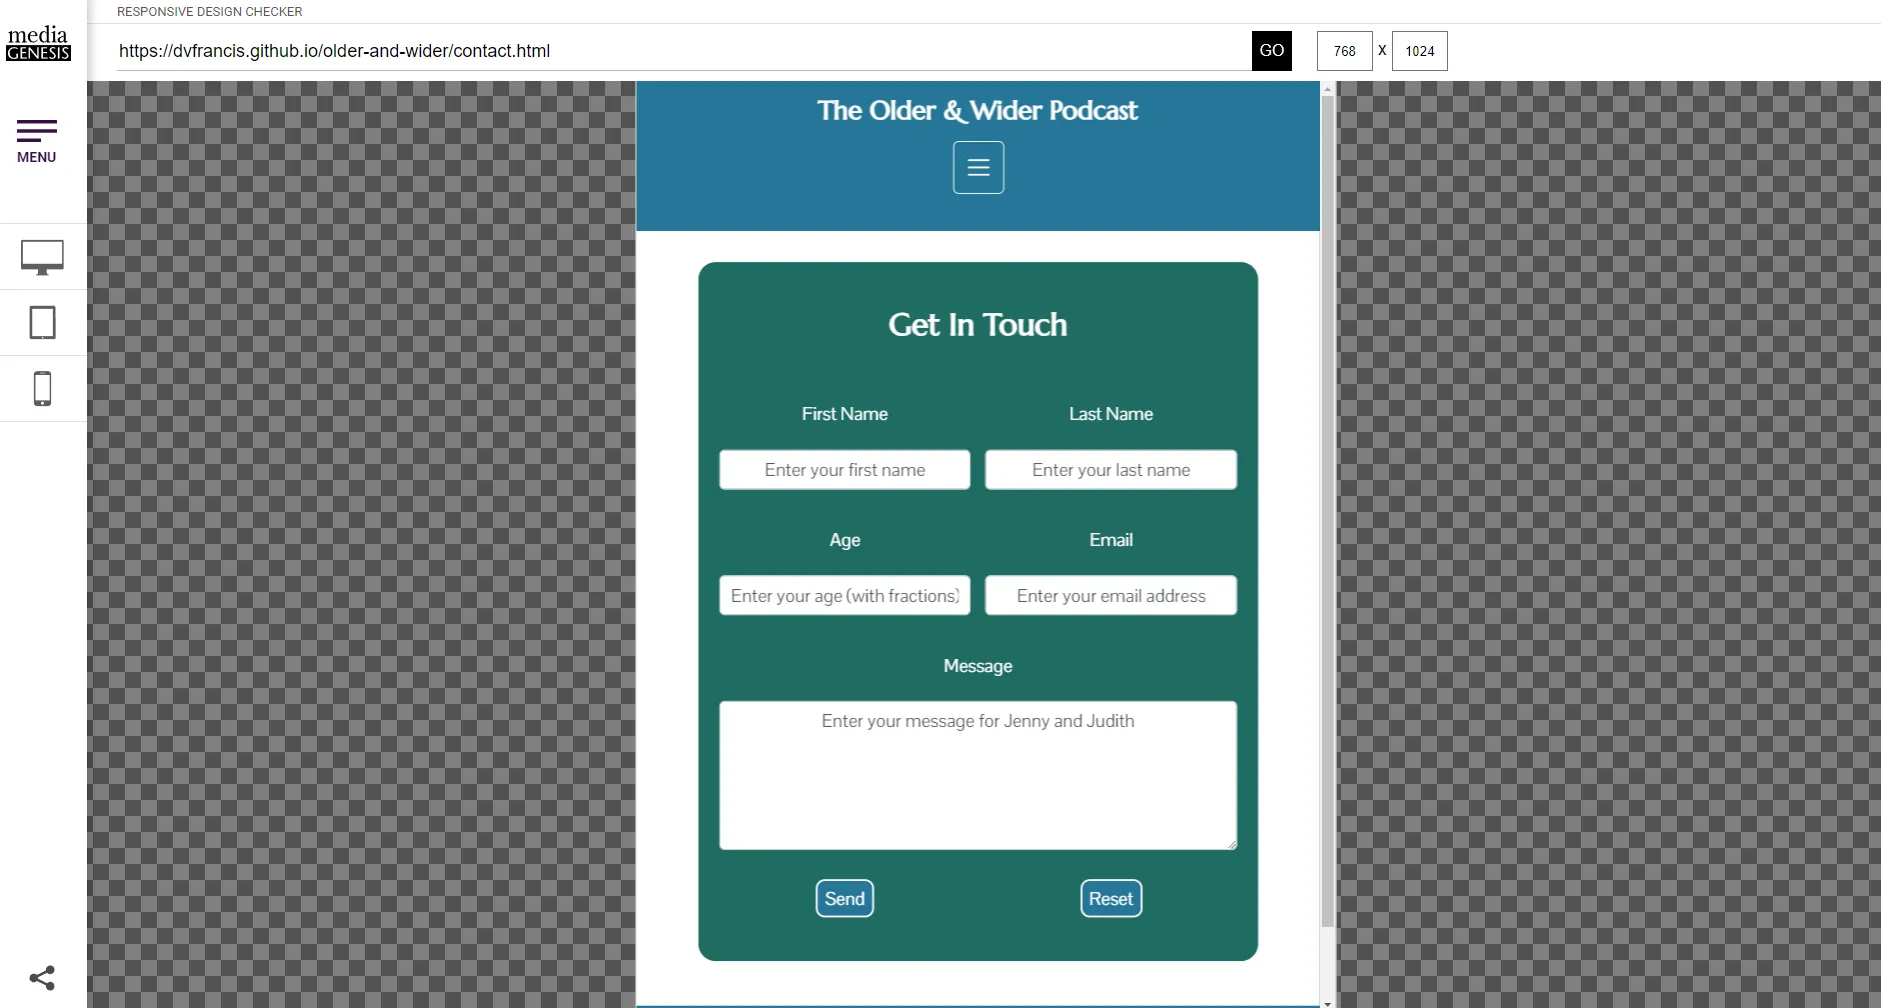 RESPONSIVE DESIGN CHECKER
media
GENESIS
https://dvfrancis.github.io/older-and-wider/contact.html
GO
768 X 1024
MENU
The Older & Wider Podcast
Get In Touch
First Name Last Name
Enter your first name Enter your last name
Age Email
Enter your age (with fractions) Enter your email address
Message
Enter your message for Jenny and Judith
Send Reset